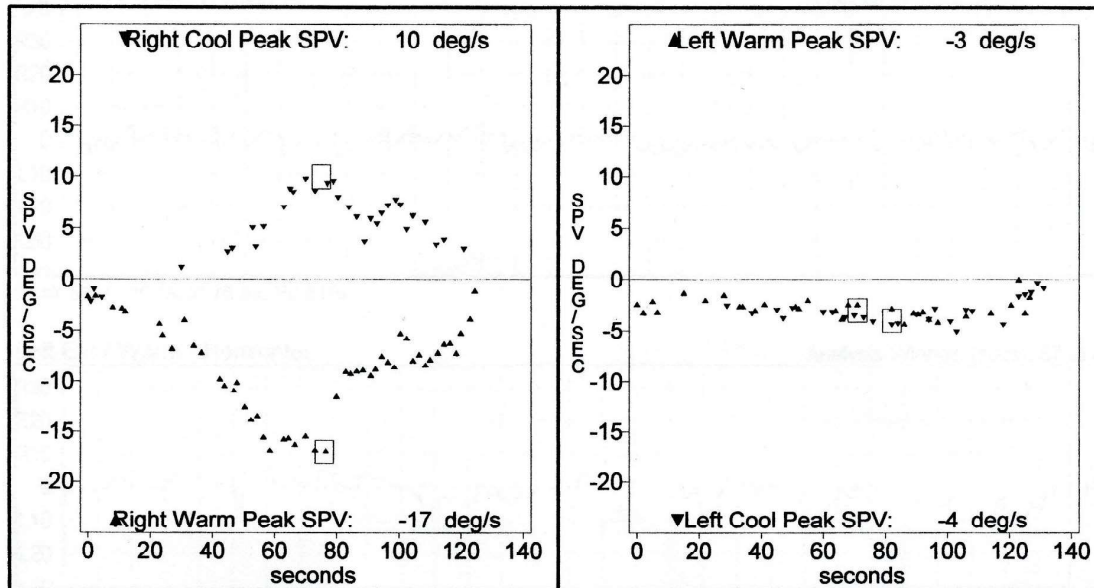 ▼Right Cool Peak SPV: 10 deg/s
20
15
10
5
0
-5
-10
-15
-20
SPV DEG/SEC
▲Right Warm Peak SPV: -17 deg/s
0 20 40 60 80 100 120 140
seconds
▲Left Warm Peak SPV: -3 deg/s
20
15
10
5
0
-5
-10
-15
-20
SPV DEG/SEC
▼Left Cool Peak SPV: -4 deg/s
0 20 40 60 80 100 120 140
seconds